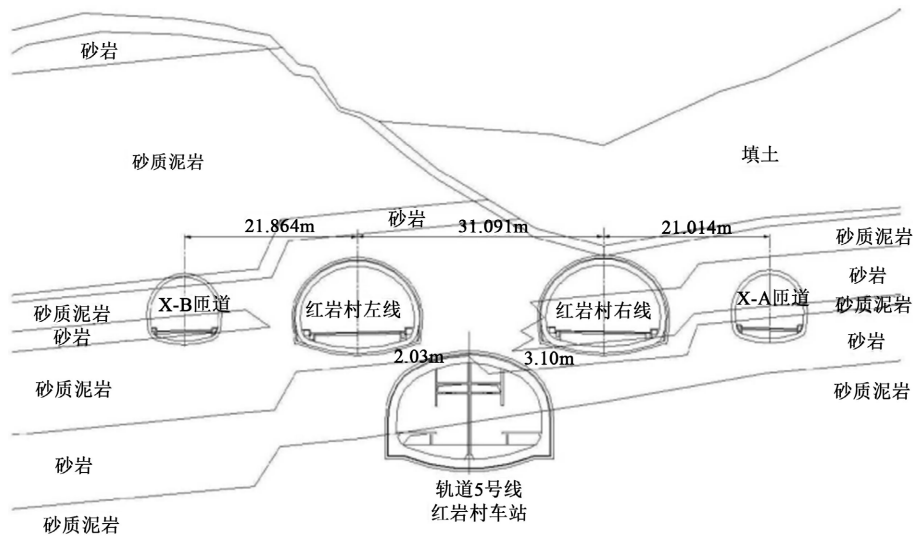 砂岩
砂质泥岩
填土
砂岩
21.864m
31.091m
21.014m
砂质泥岩
砂岩
X-B匝道
红岩村左线
红岩村右线
X-A匝道
砂质泥岩
砂质泥岩
砂岩
砂岩
2.03m
3.10m
砂质泥岩
砂质泥岩
砂岩
轨道5号线
红岩村车站
砂质泥岩